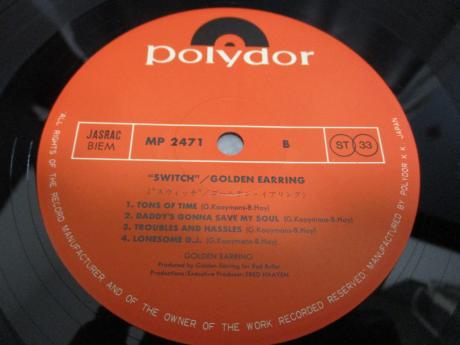 polydor
JASRAC
BIEM
MP 2471
B
ST 33
"SWITCH"/GOLDEN EARRING
("スウィッチ"/ゴールデン・イアリング)
1. TONS OF TIME (G.Kooymans-B.Hay)
2. DADDY'S GONNA SAVE MY SOUL (G.Kooymans-B.Hay)
3. TROUBLES AND HASSLES (G.Kooymans-B.Hay)
4. LONESOME D.J. (G.Kooymans-B.Hay)
GOLDEN EARRING
Produced by Golden Earring for Red Bullet
Productions/Executive Producer: FRED HAAYEN
ALL RIGHTS OF THE RECORD MANUFACTURER AND OF THE OWNER OF THE WORK RECORDED RESERVED. MANUFACTURED BY POLYDOR K.K. JAPAN